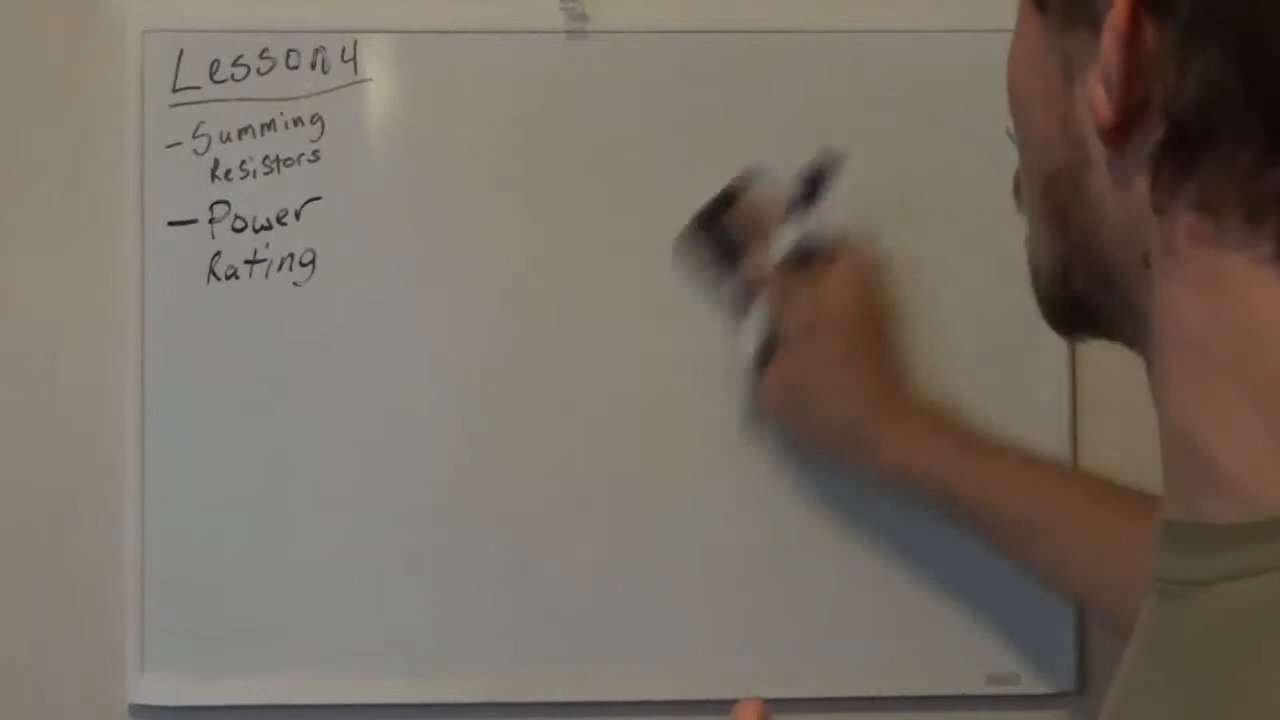 Lesson 4
- Summing
Resistors
- Power
Rating